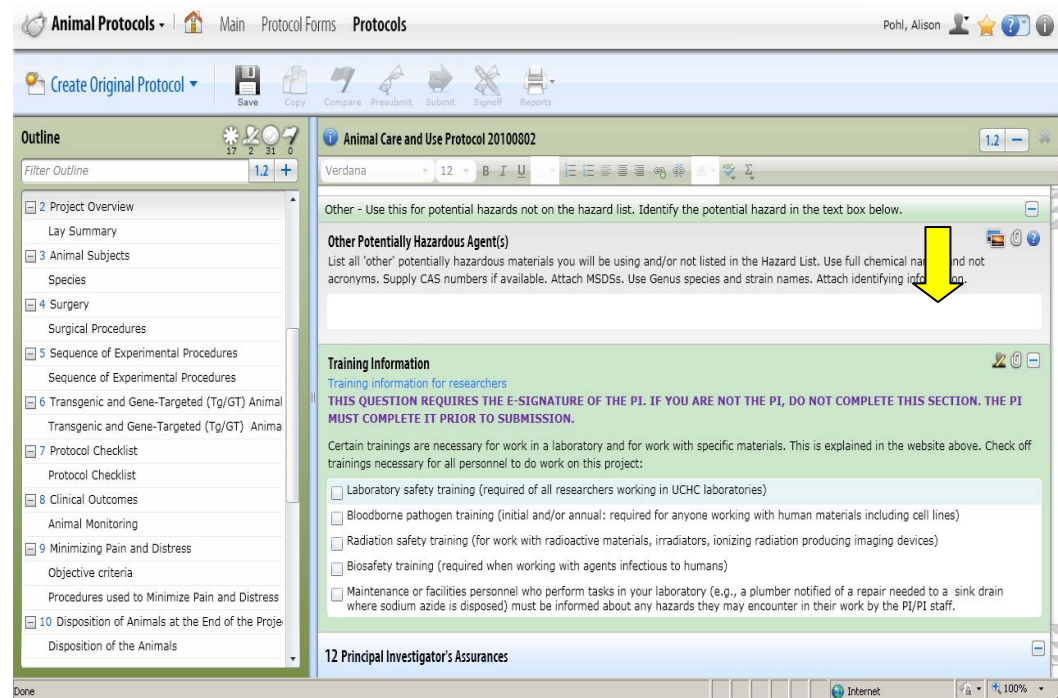 Animal Protocols Main Protocol Forms Protocols Pohl, Alison
Create Original Protocol Save Copy Compare Presubmit Submit Signoff Reports
Outline 17 2 31 0
Filter Outline 1.2 +
2 Project Overview
Lay Summary
3 Animal Subjects
Species
4 Surgery
Surgical Procedures
5 Sequence of Experimental Procedures
Sequence of Experimental Procedures
6 Transgenic and Gene-Targeted (Tg/GT) Animal
Transgenic and Gene-Targeted (Tg/GT) Anima
7 Protocol Checklist
Protocol Checklist
8 Clinical Outcomes
Animal Monitoring
9 Minimizing Pain and Distress
Objective criteria
Procedures used to Minimize Pain and Distress
10 Disposition of Animals at the End of the Proje
Disposition of the Animals
Animal Care and Use Protocol 20100802 1.2
Verdana 12 B I U Σ
Other - Use this for potential hazards not on the hazard list. Identify the potential hazard in the text box below.
Other Potentially Hazardous Agent(s)
List all 'other' potentially hazardous materials you will be using and/or not listed in the Hazard List. Use full chemical and not
acronyms. Supply CAS numbers if available. Attach MSDSs. Use Genus species and strain names. Attach identifying
Training Information
Training information for researchers
THIS QUESTION REQUIRES THE E-SIGNATURE OF THE PI. IF YOU ARE NOT THE PI, DO NOT COMPLETE THIS SECTION. THE PI
MUST COMPLETE IT PRIOR TO SUBMISSION.
Certain trainings are necessary for work in a laboratory and for work with specific materials. This is explained in the website above. Check off
trainings necessary for all personnel to do work on this project:
Laboratory safety training (required of all researchers working in UCHC laboratories)
Bloodborne pathogen training (initial and/or annual: required for anyone working with human materials including cell lines)
Radiation safety training (for work with radioactive materials, irradiators, ionizing radiation producing imaging devices)
Biosafety training (required when working with agents infectious to humans)
Maintenance or facilities personnel who perform tasks in your laboratory (e.g., a plumber notified of a repair needed to a sink drain
where sodium azide is disposed) must be informed about any hazards they may encounter in their work by the PI/PI staff.
12 Principal Investigator's Assurances
Done Internet 100%